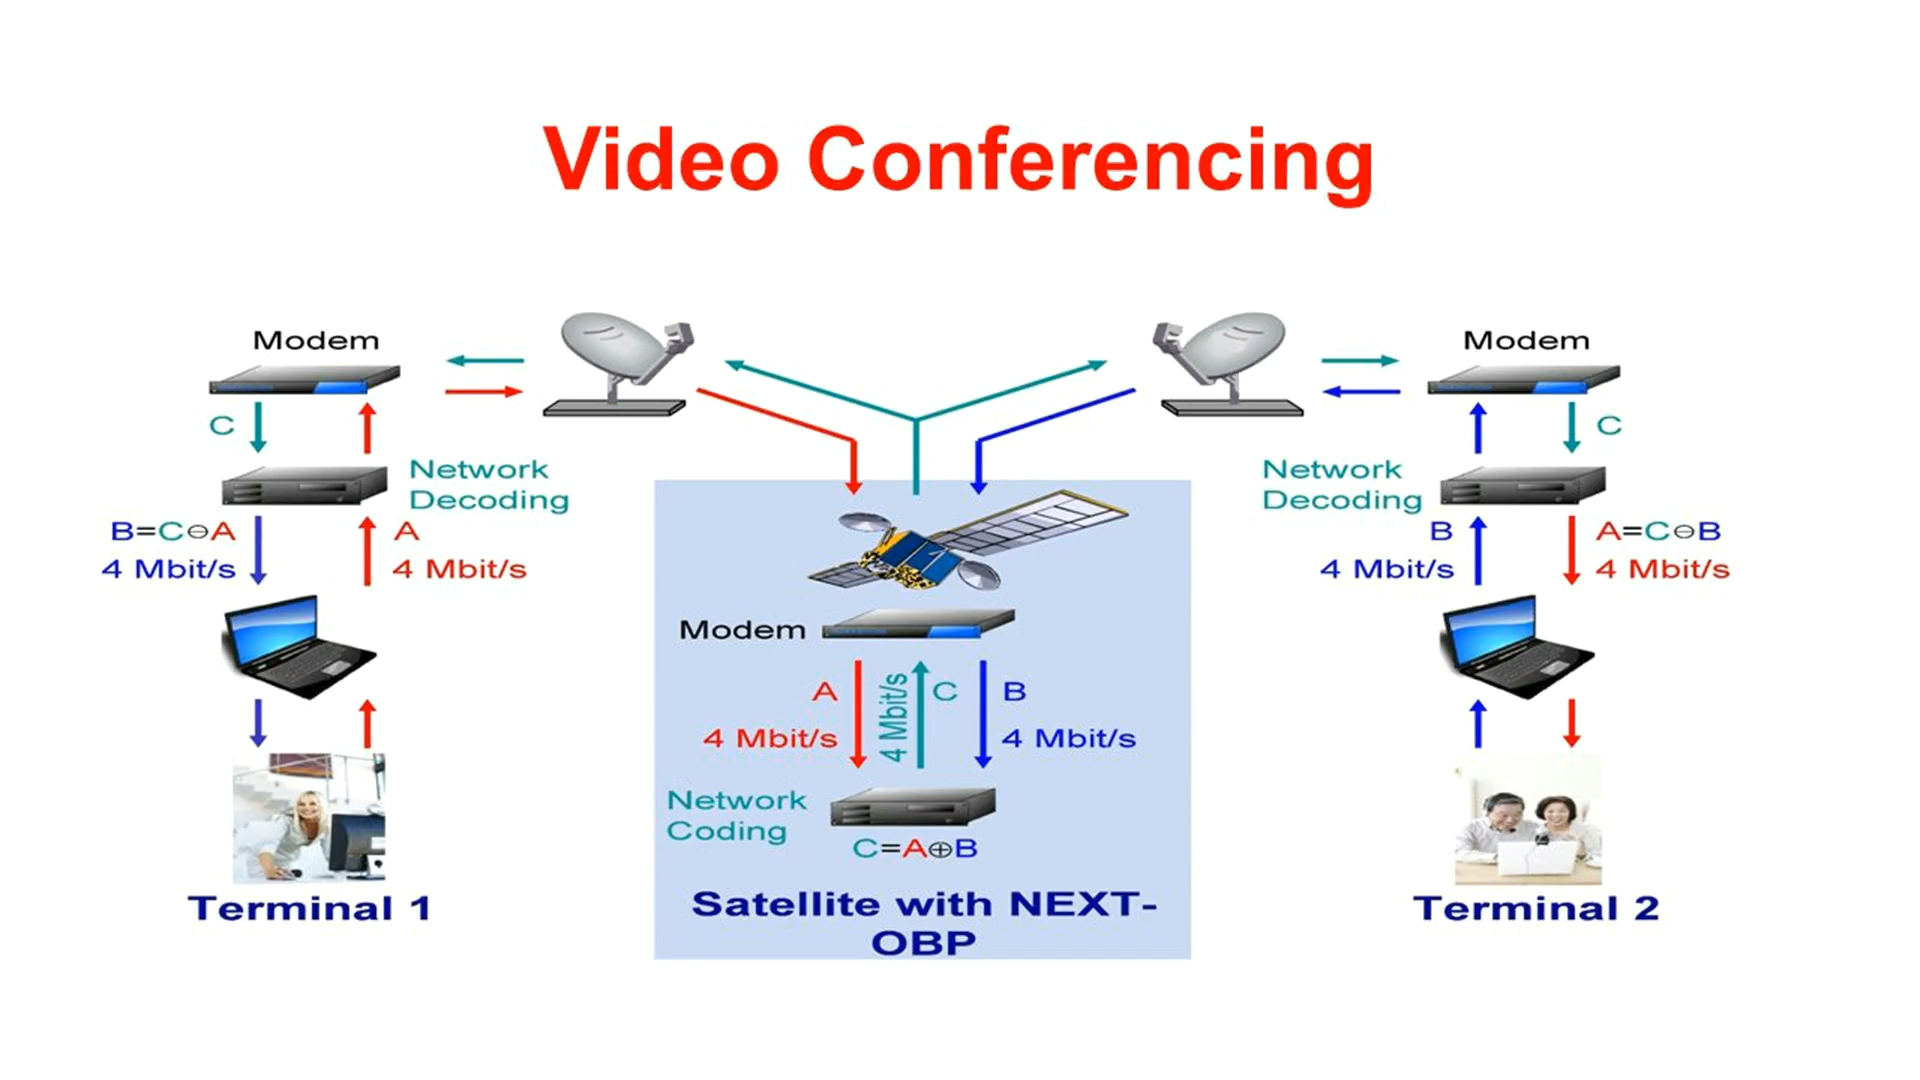 Video Conferencing
Modem
C
Network
Decoding
B=C⊖A
4 Mbit/s
A
4 Mbit/s
Terminal 1
Modem
A
4 Mbit/s
4 Mbit/s
C
B
4 Mbit/s
Network
Coding
C=A⊕B
Satellite with NEXT-
OBP
Modem
C
Network
Decoding
B
4 Mbit/s
A=C⊖B
4 Mbit/s
Terminal 2